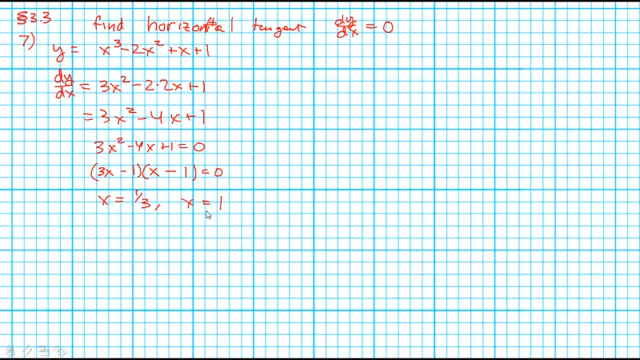 §3.3 find horizontal tangent dy/dx = 0
7) y = x³ - 2x² + x + 1
dy/dx = 3x² - 2·2x + 1
= 3x² - 4x + 1
3x² - 4x + 1 = 0
(3x - 1)(x - 1) = 0
x = 1/3, x = 1